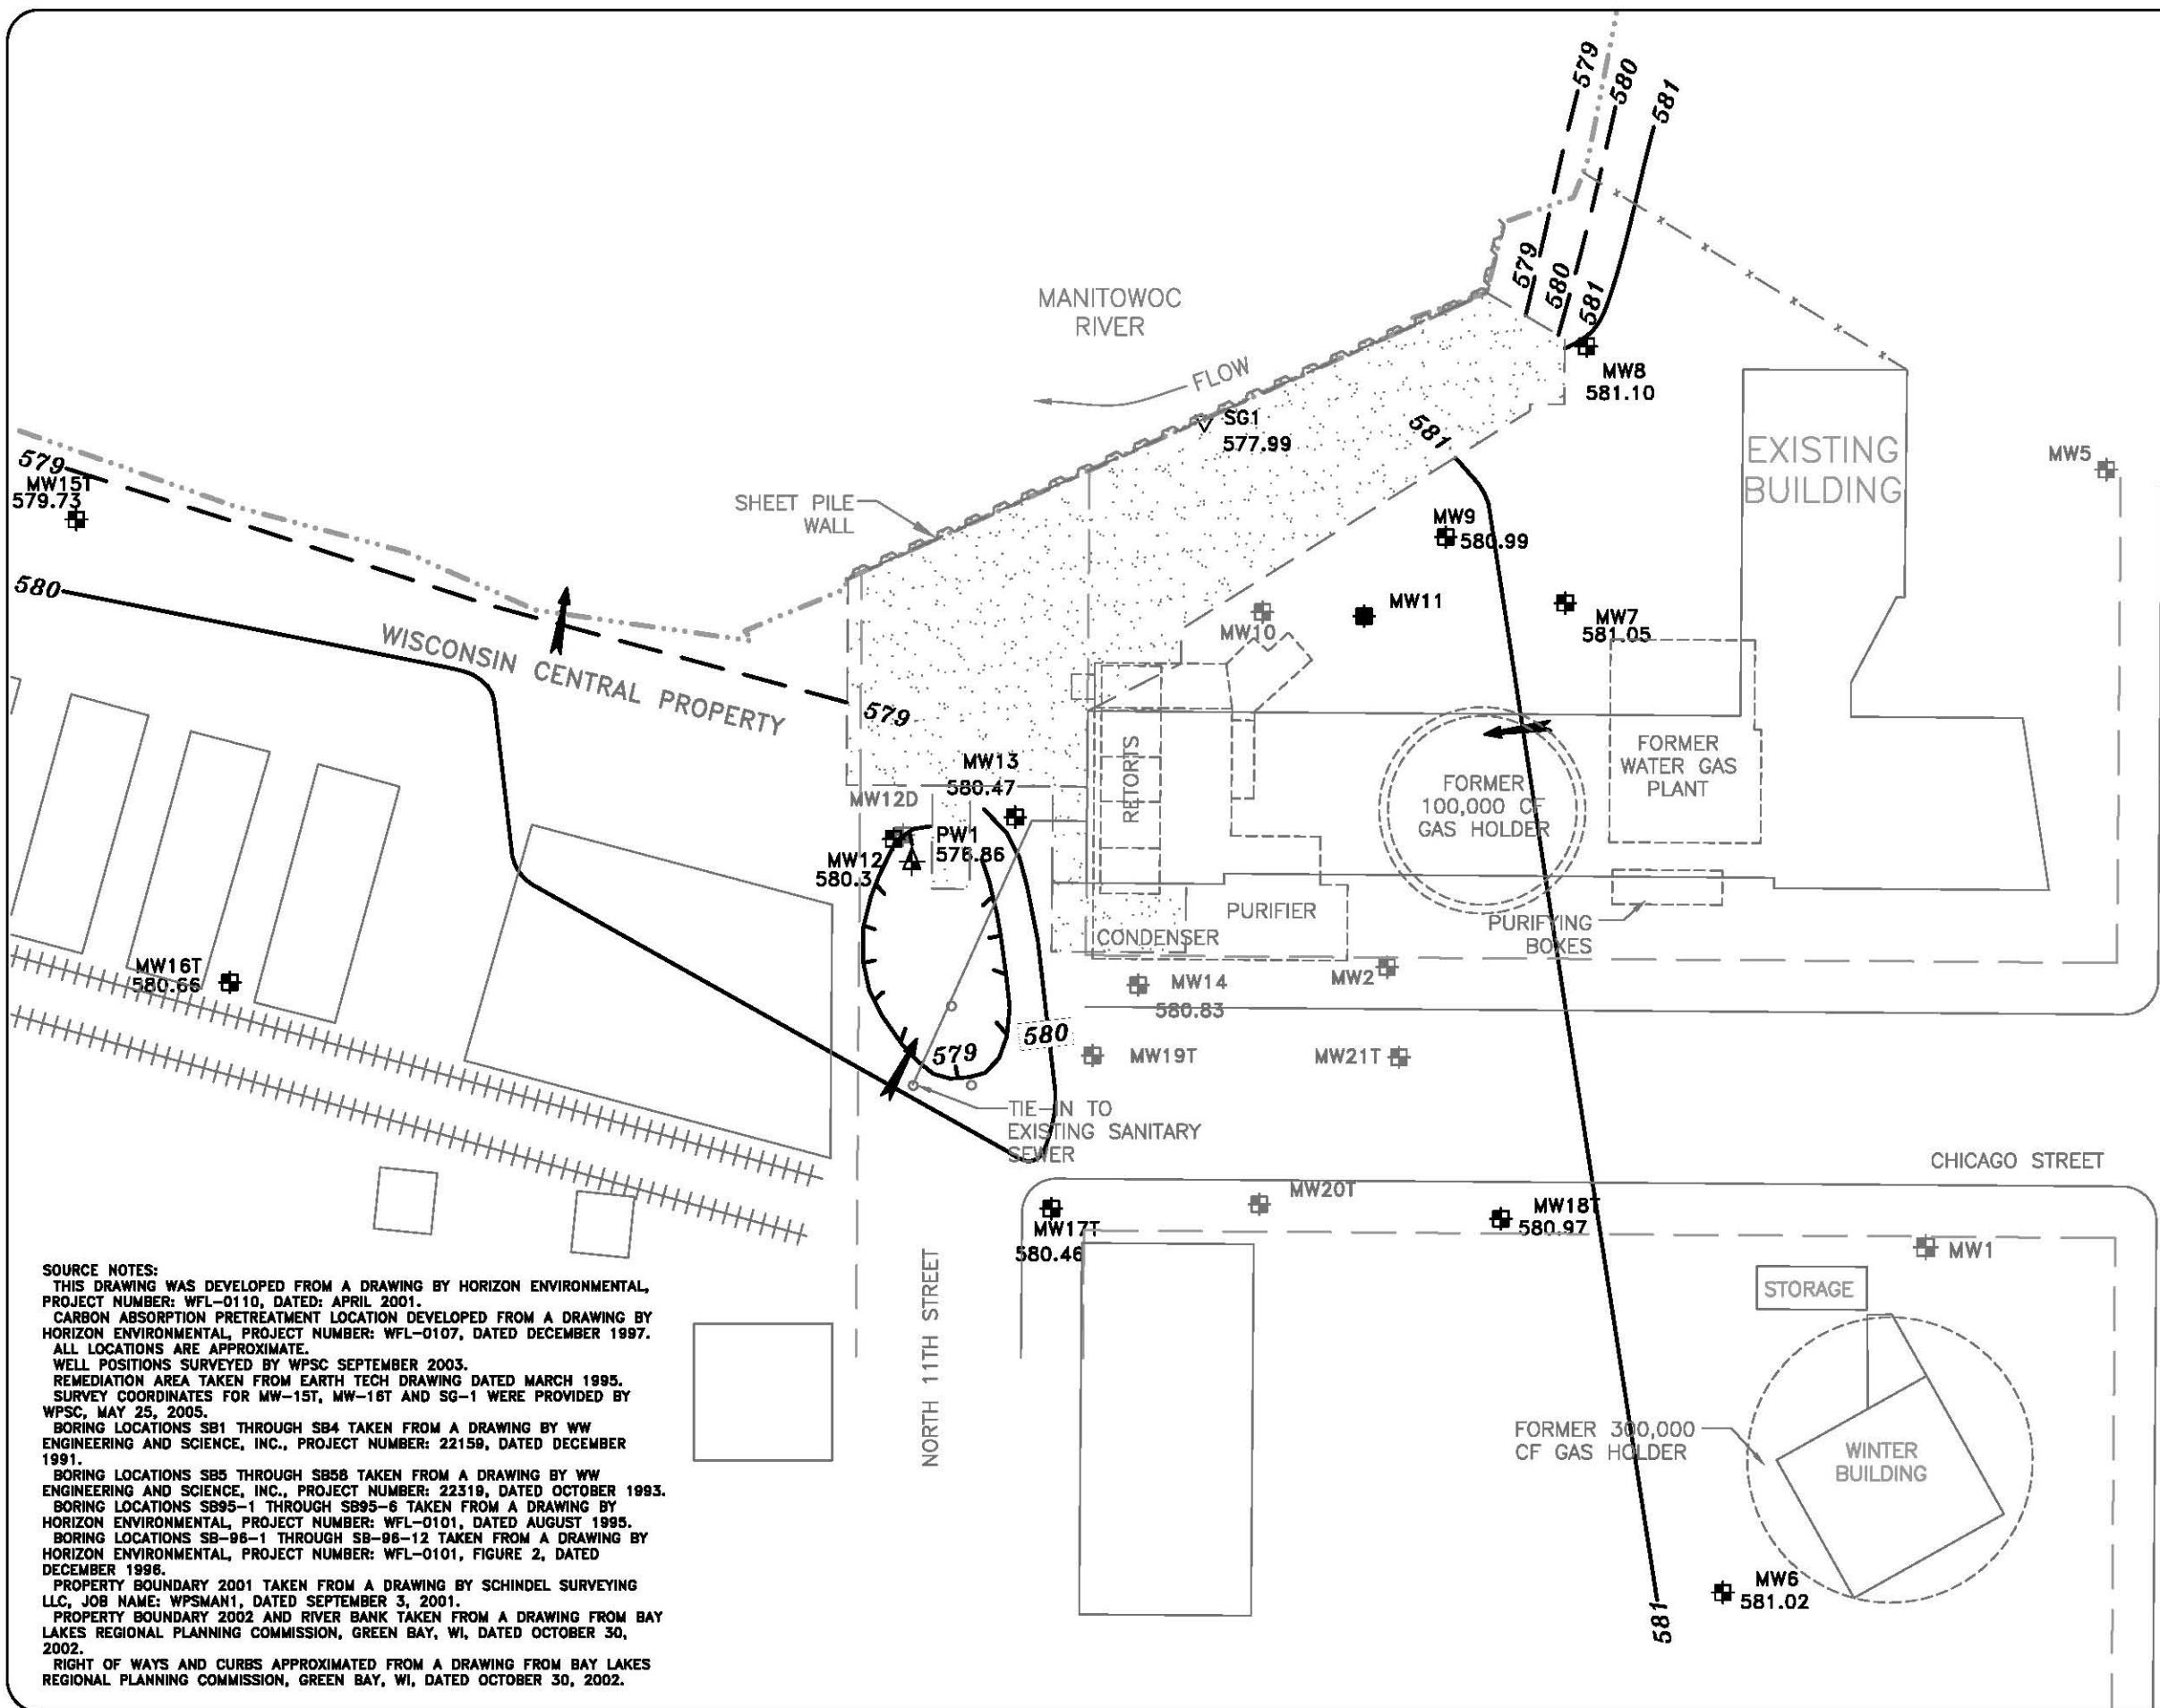 579
580
581
MANITOWOC
RIVER
FLOW
579
580
581
MW8
581.10
SG1
577.99
581
EXISTING
BUILDING
MW5
579
MW15T
579.73
SHEET PILE
WALL
MW9
580.99
580
WISCONSIN CENTRAL PROPERTY
MW10
MW11
MW7
581.05
579
MW13
580.47
RETORTS
FORMER
WATER GAS
PLANT
FORMER
100,000 CF
GAS HOLDER
MW12D
PW1
576.86
MW12
580.3
PURIFIER
CONDENSER
PURIFYING
BOXES
MW16T
580.66
MW14
580.83
MW2
580
579
MW19T
MW21T
TIE-IN TO
EXISTING SANITARY
SEWER
CHICAGO STREET
MW17T
580.46
MW20T
MW18T
580.97
MW1
STORAGE
NORTH 11TH STREET
FORMER 300,000
CF GAS HOLDER
WINTER
BUILDING
MW6
581.02
581
SOURCE NOTES:
THIS DRAWING WAS DEVELOPED FROM A DRAWING BY HORIZON ENVIRONMENTAL,
PROJECT NUMBER: WFL-0110, DATED: APRIL 2001.
CARBON ABSORPTION PRETREATMENT LOCATION DEVELOPED FROM A DRAWING BY
HORIZON ENVIRONMENTAL, PROJECT NUMBER: WFL-0107, DATED DECEMBER 1997.
ALL LOCATIONS ARE APPROXIMATE.
WELL POSITIONS SURVEYED BY WPSC SEPTEMBER 2003.
REMEDIATION AREA TAKEN FROM EARTH TECH DRAWING DATED MARCH 1995.
SURVEY COORDINATES FOR MW-15T, MW-16T AND SG-1 WERE PROVIDED BY
WPSC, MAY 25, 2005.
BORING LOCATIONS SB1 THROUGH SB4 TAKEN FROM A DRAWING BY WW
ENGINEERING AND SCIENCE, INC., PROJECT NUMBER: 22159, DATED DECEMBER
1991.
BORING LOCATIONS SB5 THROUGH SB58 TAKEN FROM A DRAWING BY WW
ENGINEERING AND SCIENCE, INC., PROJECT NUMBER: 22319, DATED OCTOBER 1993.
BORING LOCATIONS SB95-1 THROUGH SB95-6 TAKEN FROM A DRAWING BY
HORIZON ENVIRONMENTAL, PROJECT NUMBER: WFL-0101, DATED AUGUST 1995.
BORING LOCATIONS SB-96-1 THROUGH SB-96-12 TAKEN FROM A DRAWING BY
HORIZON ENVIRONMENTAL, PROJECT NUMBER: WFL-0101, FIGURE 2, DATED
DECEMBER 1996.
PROPERTY BOUNDARY 2001 TAKEN FROM A DRAWING BY SCHINDEL SURVEYING
LLC, JOB NAME: WPSMAN1, DATED SEPTEMBER 3, 2001.
PROPERTY BOUNDARY 2002 AND RIVER BANK TAKEN FROM A DRAWING FROM BAY
LAKES REGIONAL PLANNING COMMISSION, GREEN BAY, WI, DATED OCTOBER 30,
2002.
RIGHT OF WAYS AND CURBS APPROXIMATED FROM A DRAWING FROM BAY LAKES
REGIONAL PLANNING COMMISSION, GREEN BAY, WI, DATED OCTOBER 30, 2002.